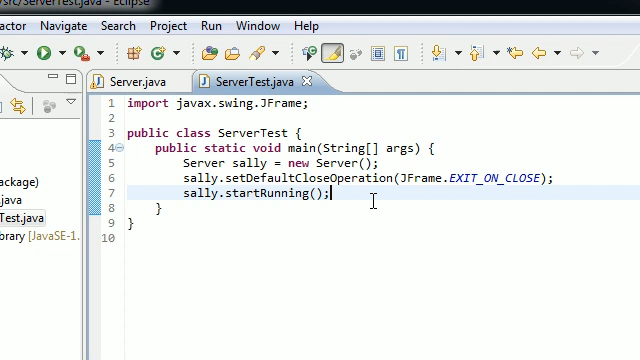 /src/ServerTest.java - Eclipse
actor Navigate Search Project Run Window Help
Server.java ServerTest.java
1 import javax.swing.JFrame;
2
3 public class ServerTest {
4 public static void main(String[] args) {
5 Server sally = new Server();
6 sally.setDefaultCloseOperation(JFrame.EXIT_ON_CLOSE);
7 sally.startRunning();
8 }
9 }
10
ackage)
.java
Test.java
ibrary [JavaSE-1.